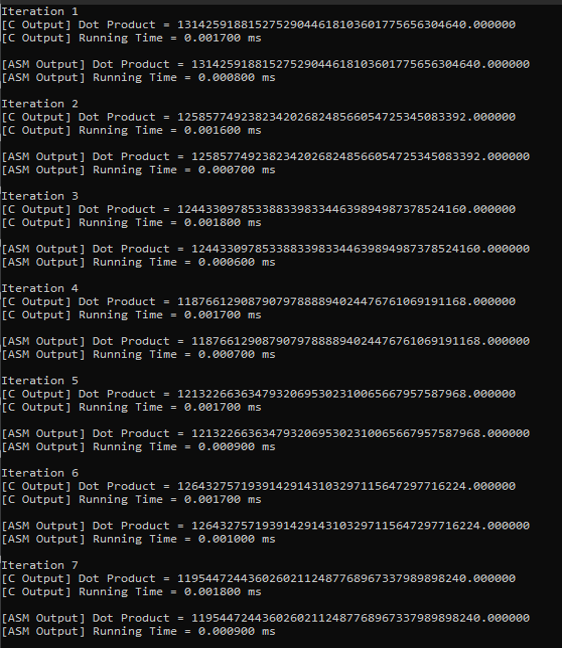 Iteration 1
[C Output] Dot Product = 131425918815275290446181036017756563046​40.000000
[C Output] Running Time = 0.001700 ms
[ASM Output] Dot Product = 13142591881527529044618103601775656304640.000000
[ASM Output] Running Time = 0.000800 ms
Iteration 2
[C Output] Dot Product = 12585774923823420268248566054725345083392.000000
[C Output] Running Time = 0.001600 ms
[ASM Output] Dot Product = 12585774923823420268248566054725345083392.000000
[ASM Output] Running Time = 0.000700 ms
Iteration 3
[C Output] Dot Product = 12443309785338833983344639894987378524160.000000
[C Output] Running Time = 0.001800 ms
[ASM Output] Dot Product = 12443309785338833983344639894987378524160.000000
[ASM Output] Running Time = 0.000600 ms
Iteration 4
[C Output] Dot Product = 11876612908790797888894024476761069191168.000000
[C Output] Running Time = 0.001700 ms
[ASM Output] Dot Product = 11876612908790797888894024476761069191168.000000
[ASM Output] Running Time = 0.000700 ms
Iteration 5
[C Output] Dot Product = 12132266363479320695302310065667957587968.000000
[C Output] Running Time = 0.001700 ms
[ASM Output] Dot Product = 12132266363479320695302310065667957587968.000000
[ASM Output] Running Time = 0.000900 ms
Iteration 6
[C Output] Dot Product = 12643275719391429143103297115647297716224.000000
[C Output] Running Time = 0.001700 ms
[ASM Output] Dot Product = 12643275719391429143103297115647297716224.000000
[ASM Output] Running Time = 0.001000 ms
Iteration 7
[C Output] Dot Product = 11954472443602602112487768967337989898240.000000
[C Output] Running Time = 0.001800 ms
[ASM Output] Dot Product = 11954472443602602112487768967337989898240.000000
[ASM Output] Running Time = 0.000900 ms